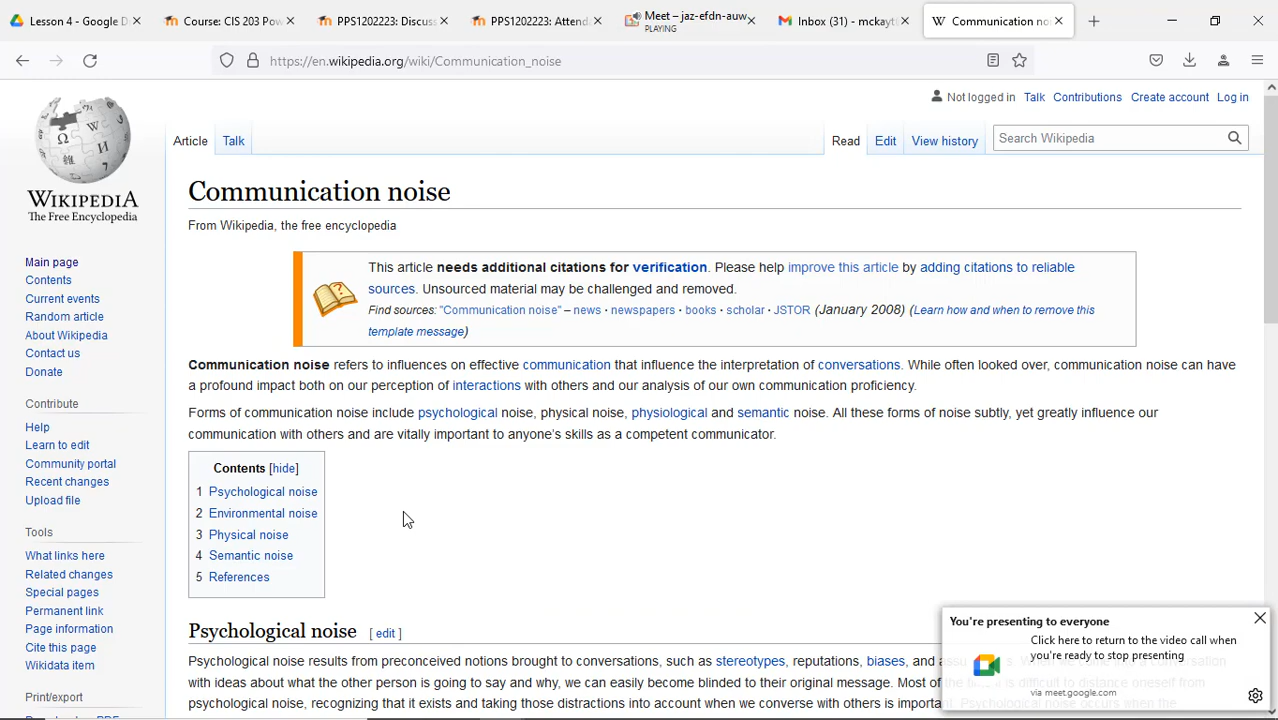 Lesson 4 - Google D
Course: CIS 203 Pow
PPS1202223: Discuss
PPS1202223: Attend
Meet – jaz-efdn-auw
PLAYING
Inbox (31) - mckayt
W Communication noi
https://en.wikipedia.org/wiki/Communication_noise
Not logged in Talk Contributions Create account Log in
Article Talk Read Edit View history Search Wikipedia
WIKIPEDIA
The Free Encyclopedia
Main page
Contents
Current events
Random article
About Wikipedia
Contact us
Donate
Contribute
Help
Learn to edit
Community portal
Recent changes
Upload file
Tools
What links here
Related changes
Special pages
Permanent link
Page information
Cite this page
Wikidata item
Print/export
Communication noise
From Wikipedia, the free encyclopedia
This article needs additional citations for verification. Please help improve this article by adding citations to reliable
sources. Unsourced material may be challenged and removed.
Find sources: "Communication noise" – news · newspapers · books · scholar · JSTOR (January 2008) (Learn how and when to remove this
template message)
Communication noise refers to influences on effective communication that influence the interpretation of conversations. While often looked over, communication noise can have
a profound impact both on our perception of interactions with others and our analysis of our own communication proficiency.
Forms of communication noise include psychological noise, physical noise, physiological and semantic noise. All these forms of noise subtly, yet greatly influence our
communication with others and are vitally important to anyone's skills as a competent communicator.
Contents [hide]
1 Psychological noise
2 Environmental noise
3 Physical noise
4 Semantic noise
5 References
Psychological noise [ edit ]
Psychological noise results from preconceived notions brought to conversations, such as stereotypes, reputations, biases, and
with ideas about what the other person is going to say and why, we can easily become blinded to their original message. Most of
psychological noise, recognizing that it exists and taking those distractions into account when we converse with others is important.
You're presenting to everyone
Click here to return to the video call when
you're ready to stop presenting
via meet.google.com